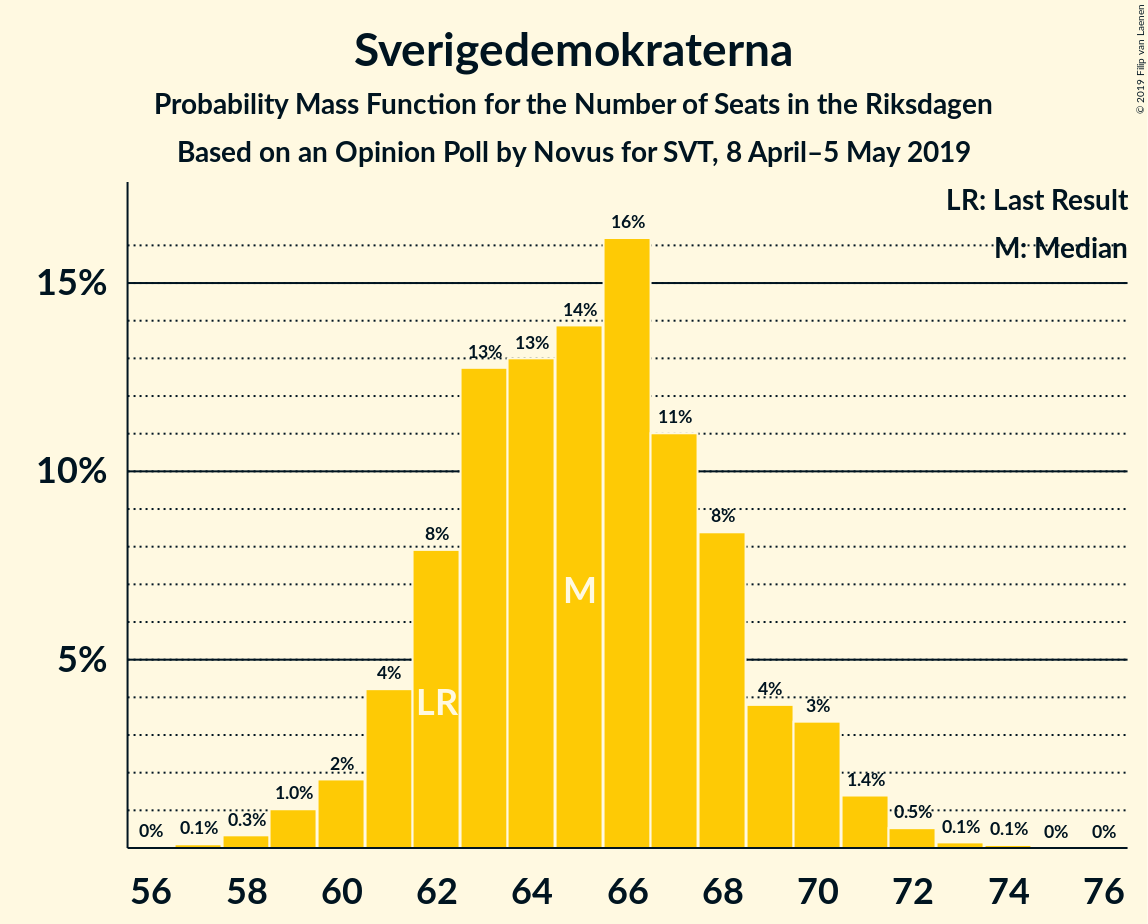 Sverigedemokraterna
Probability Mass Function for the Number of Seats in the Riksdagen
Based on an Opinion Poll by Novus for SVT, 8 April–5 May 2019
© 2019 Filip van Laenen
LR: Last Result
M: Median
15%
10%
5%
0%
0.1%
0.3%
1.0%
2%
4%
8%
13%
13%
14%
16%
11%
8%
4%
3%
1.4%
0.5%
0.1%
0.1%
0%
0%
LR
M
56 58 60 62 64 66 68 70 72 74 76